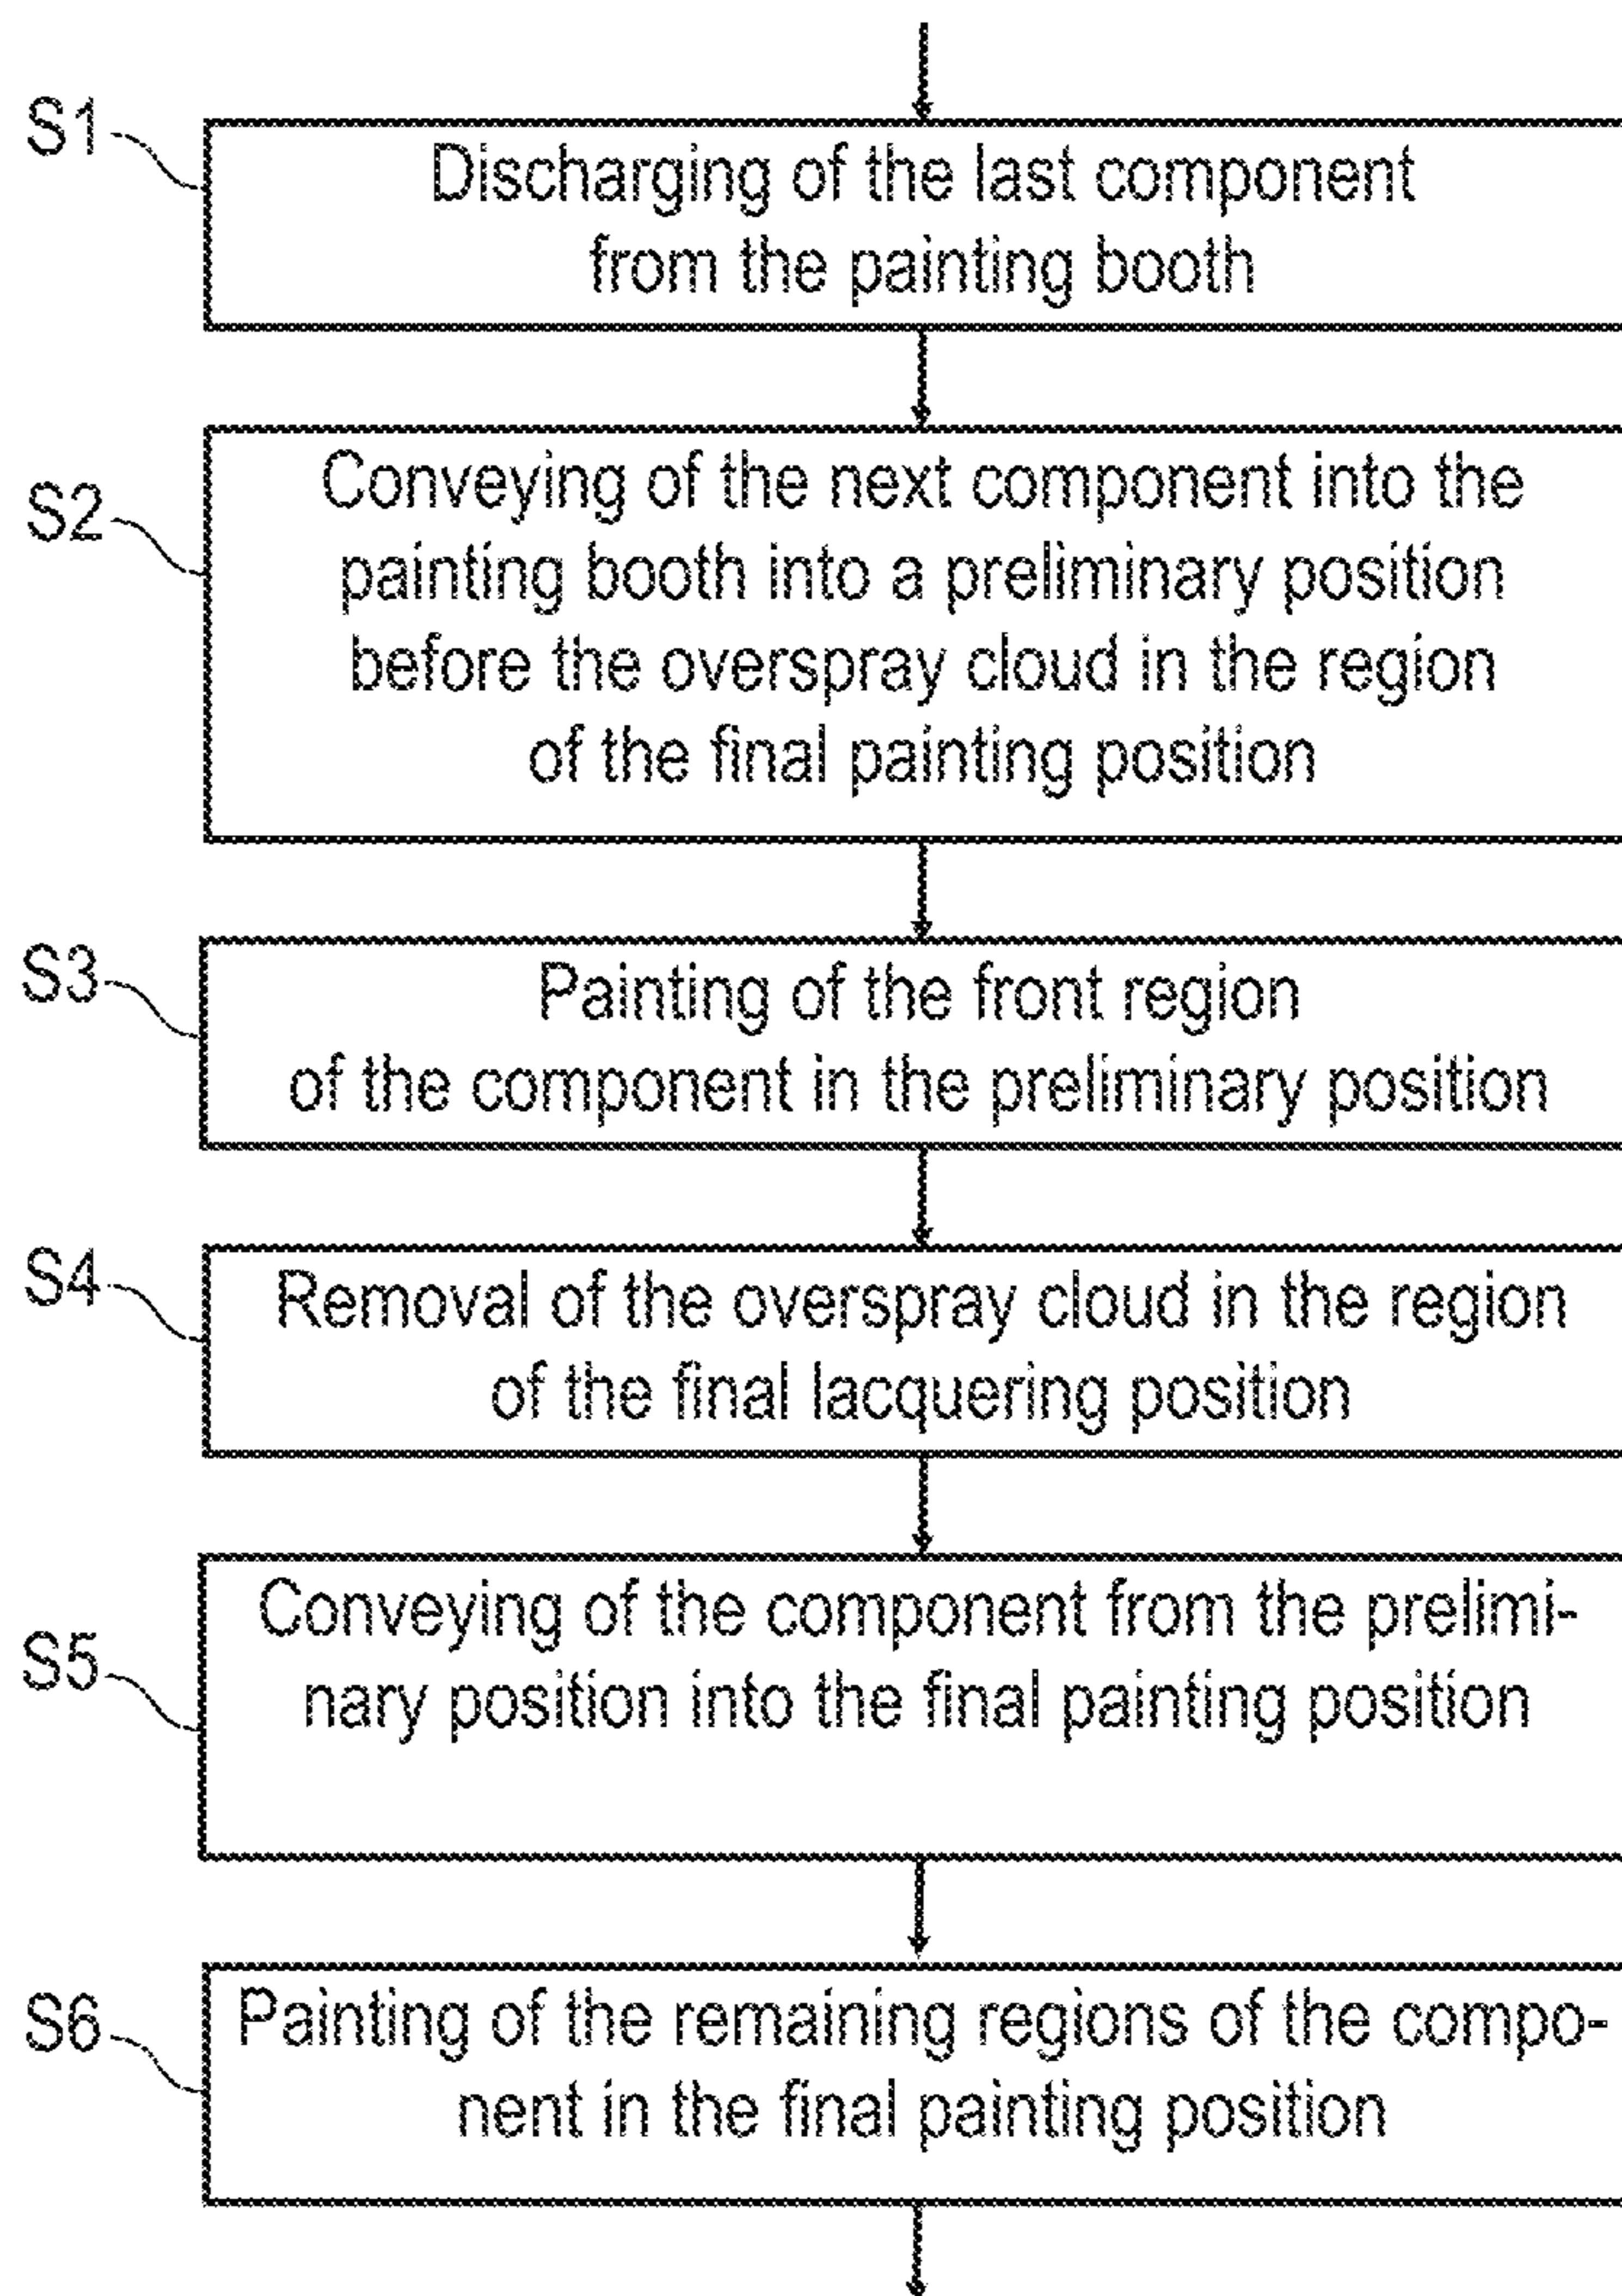 S1
Discharging of the last component
from the painting booth
S2
Conveying of the next component into the
painting booth into a preliminary position
before the overspray cloud in the region
of the final painting position
S3
Painting of the front region
of the component in the preliminary position
S4
Removal of the overspray cloud in the region
of the final lacquering position
S5
Conveying of the component from the prelimi-
nary position into the final painting position
S6
Painting of the remaining regions of the compo-
nent in the final painting position